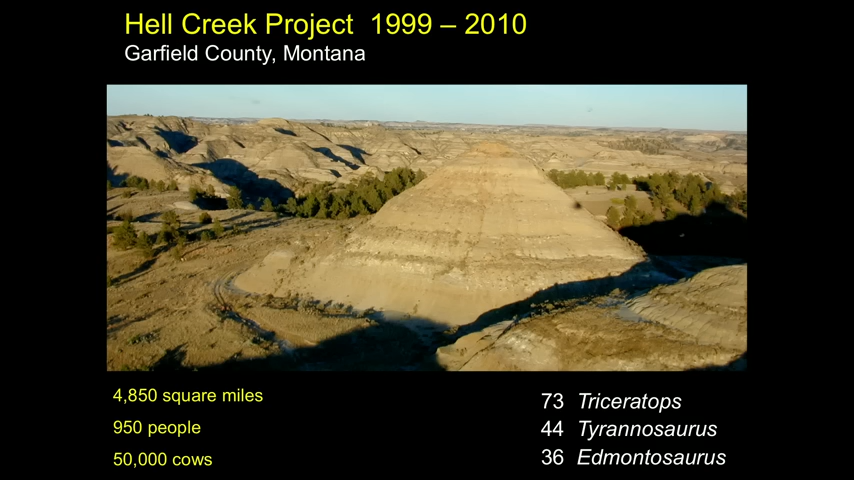 Hell Creek Project 1999 – 2010
Garfield County, Montana
4,850 square miles
950 people
50,000 cows
73 Triceratops
44 Tyrannosaurus
36 Edmontosaurus